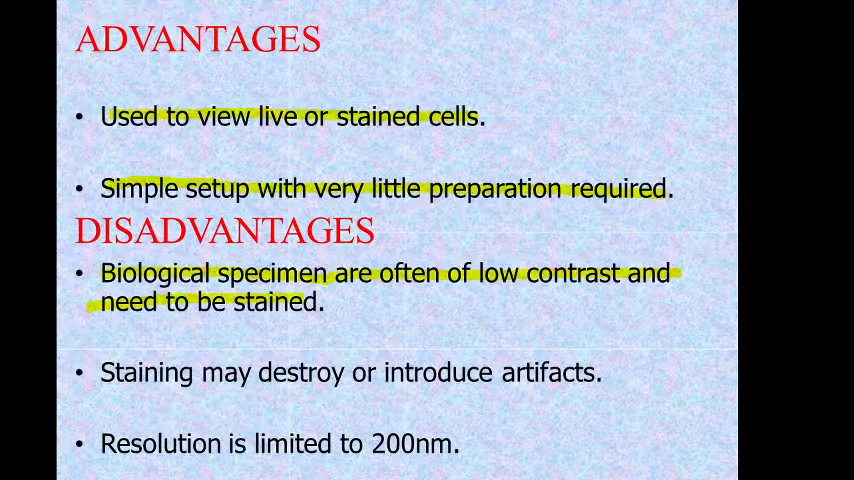 ADVANTAGES
• Used to view live or stained cells.
• Simple setup with very little preparation required.
DISADVANTAGES
• Biological specimen are often of low contrast and
need to be stained.
• Staining may destroy or introduce artifacts.
• Resolution is limited to 200nm.